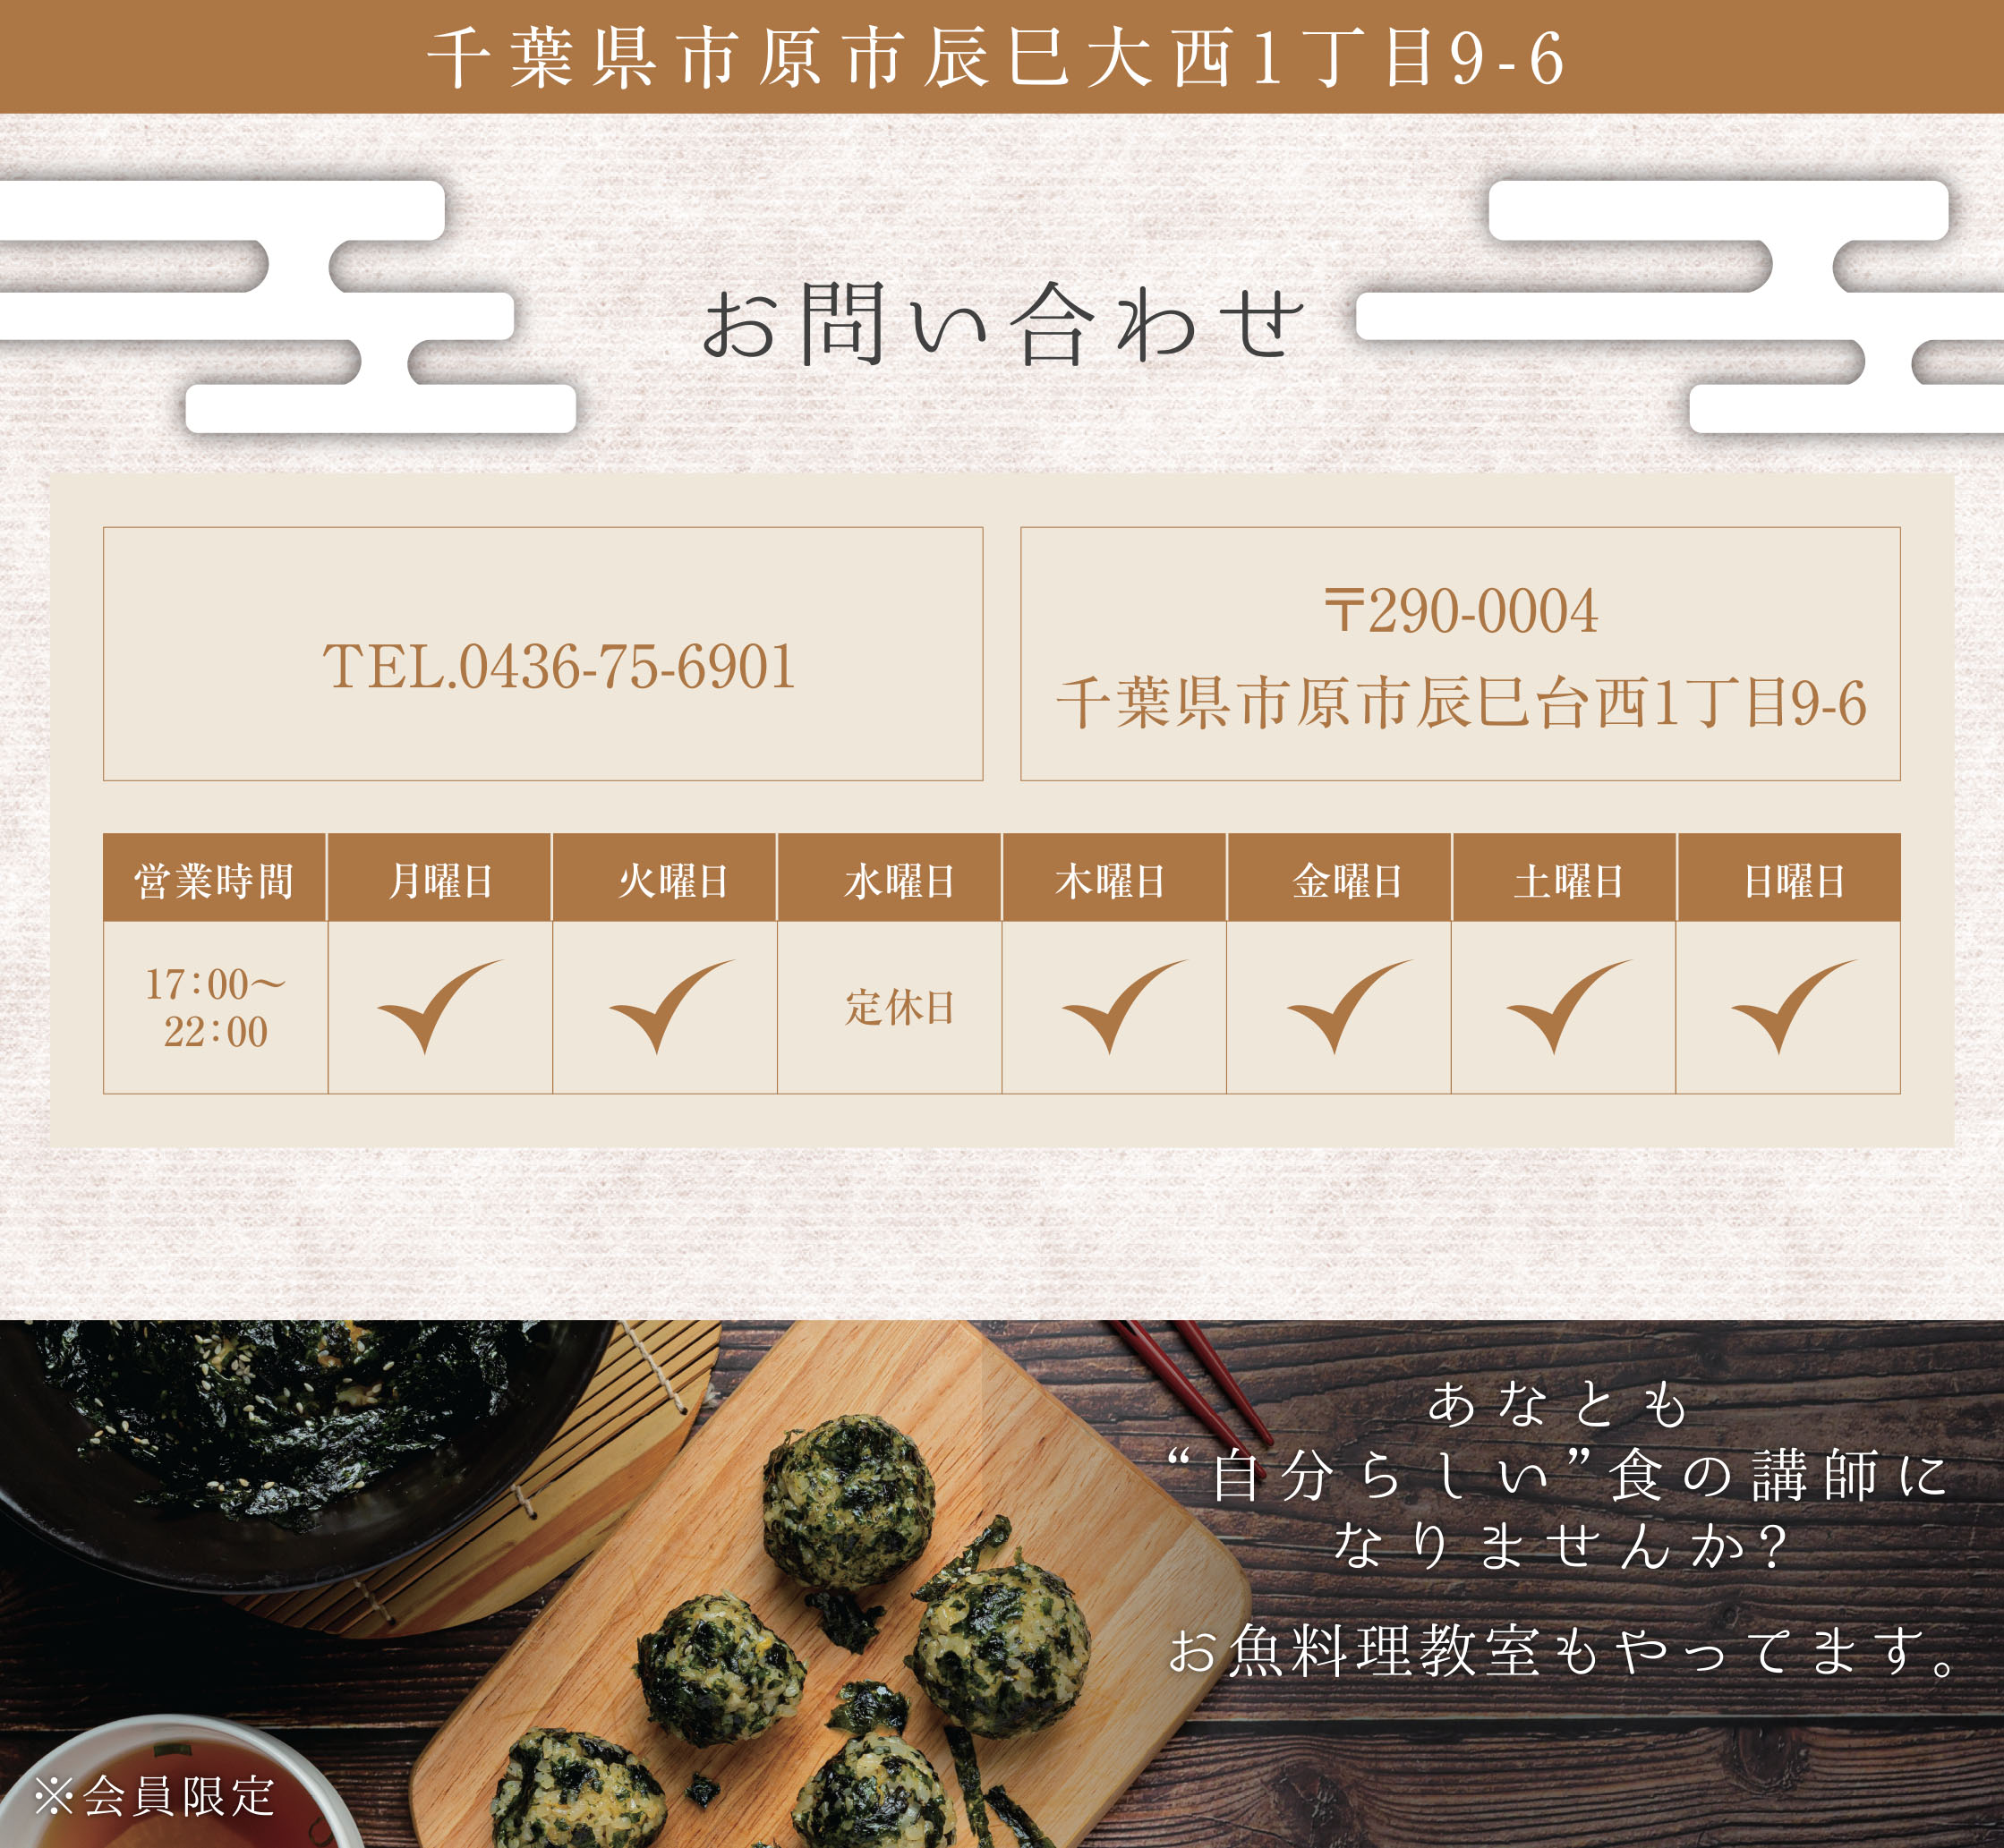 千葉県市原市辰巳大西1丁目9-6
お問い合わせ
TEL.0436-75-6901
〒290-0004
千葉県市原市辰巳台西1丁目9-6
営業時間 月曜日 火曜日 水曜日 木曜日 金曜日 土曜日 日曜日
17:00〜
22:00
定休日
あなとも
“自分らしい”食の講師に
なりませんか?
お魚料理教室もやってます。
※会員限定